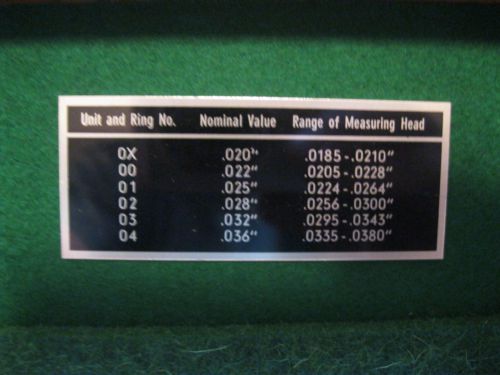 Unit and Ring No. Nominal Value Range of Measuring Head
0X .020" .0185-.0210"
00 .022" .0205-.0228"
01 .025" .0224-.0264"
02 .028" .0256-.0300"
03 .032" .0295-.0343"
04 .036" .0335-.0380"